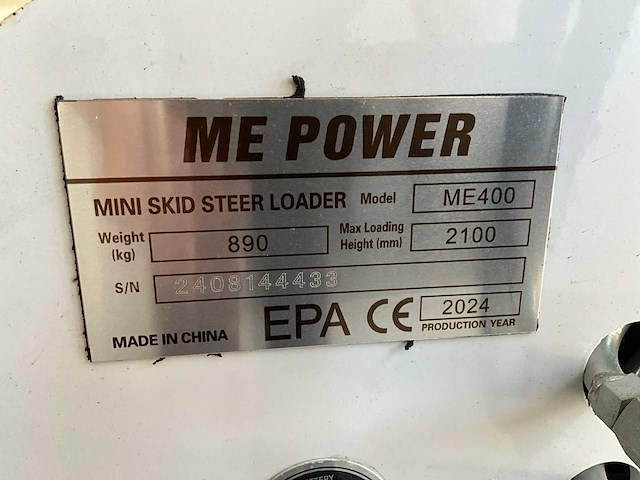 ME POWER
MINI SKID STEER LOADER Model ME400
Weight (kg) 890 Max Loading Height (mm) 2100
S/N 2408144433
MADE IN CHINA EPA CE 2024
PRODUCTION YEAR